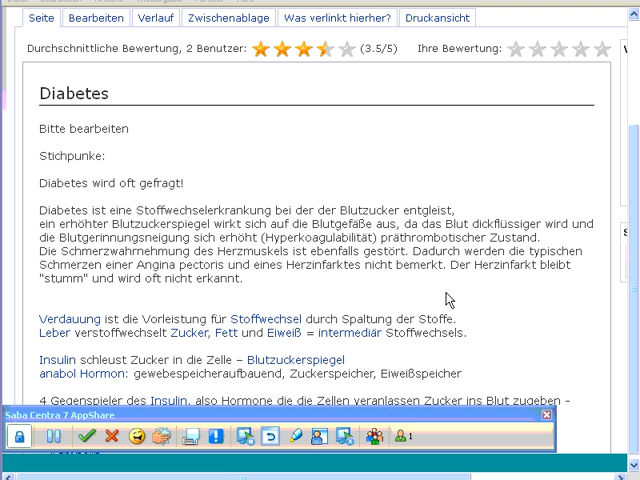 Seite Bearbeiten Verlauf Zwischenablage Was verlinkt hierher? Druckansicht
Durchschnittliche Bewertung, 2 Benutzer: (3.5/5) Ihre Bewertung:
Diabetes
Bitte bearbeiten
Stichpunke:
Diabetes wird oft gefragt!
Diabetes ist eine Stoffwechselerkrankung bei der der Blutzucker entgleist,
ein erhöhter Blutzuckerspiegel wirkt sich auf die Blutgefäße aus, da das Blut dickflüssiger wird und
die Blutgerinnungsneigung sich erhöht (Hyperkoagulabilität) präthrombotischer Zustand.
Die Schmerzwahrnehmung des Herzmuskels ist ebenfalls gestört. Dadurch werden die typischen
Schmerzen einer Angina pectoris und eines Herzinfarktes nicht bemerkt. Der Herzinfarkt bleibt
"stumm" und wird oft nicht erkannt.
Verdauung ist die Vorleistung für Stoffwechsel durch Spaltung der Stoffe.
Leber verstoffwechselt Zucker, Fett und Eiweiß = intermediär Stoffwechsels.
Insulin schleust Zucker in die Zelle – Blutzuckerspiegel
anabol Hormon: gewebespeicheraufbauend, Zuckerspeicher, Eiweißspeicher
4 Gegenspieler des Insulin, also Hormone die die Zellen veranlassen Zucker ins Blut zugeben –
Saba Centra 7 AppShare
1